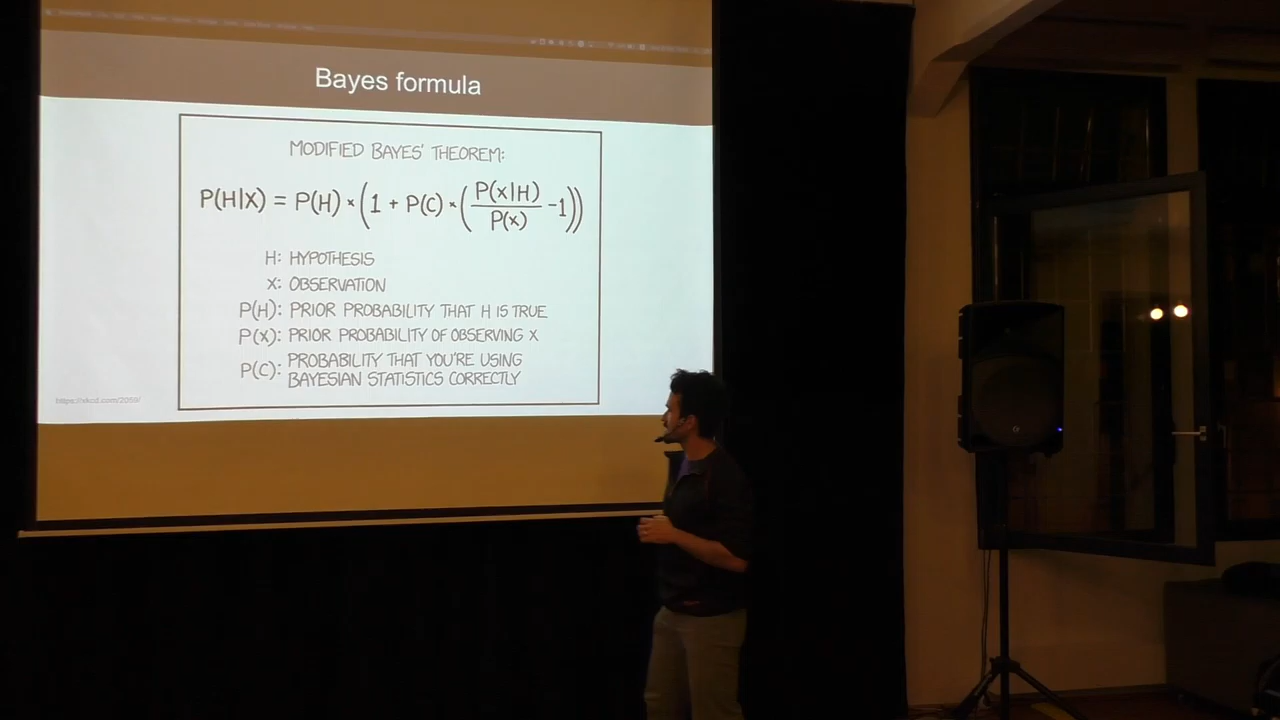 Bayes formula
MODIFIED BAYES' THEOREM:
P(H|X) = P(H) × (1 + P(C) × (P(X|H)/P(X) - 1))
H: HYPOTHESIS
X: OBSERVATION
P(H): PRIOR PROBABILITY THAT H IS TRUE
P(X): PRIOR PROBABILITY OF OBSERVING X
P(C): PROBABILITY THAT YOU'RE USING
BAYESIAN STATISTICS CORRECTLY
https://xkcd.com/2059/